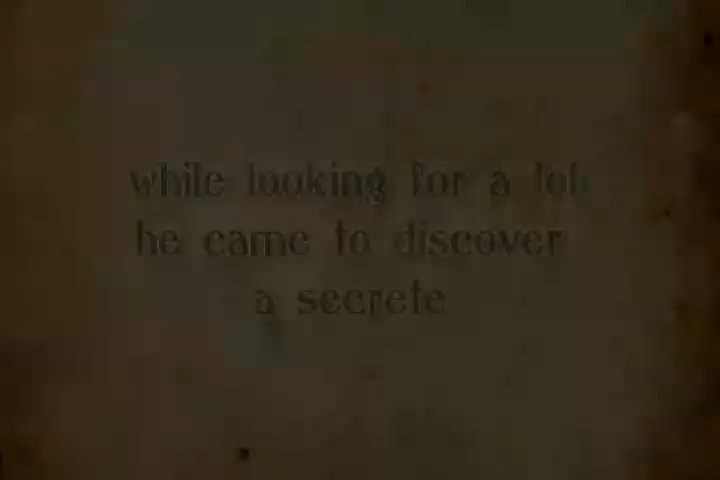 while looking for a
he came to discover
a secrete